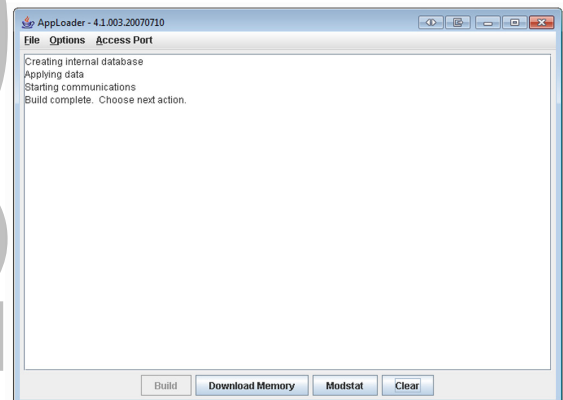 AppLoader - 4.1.003.20070710
File Options Access Port
Creating internal database
Applying data
Starting communications
Build complete. Choose next action.
Build Download Memory Modstat Clear